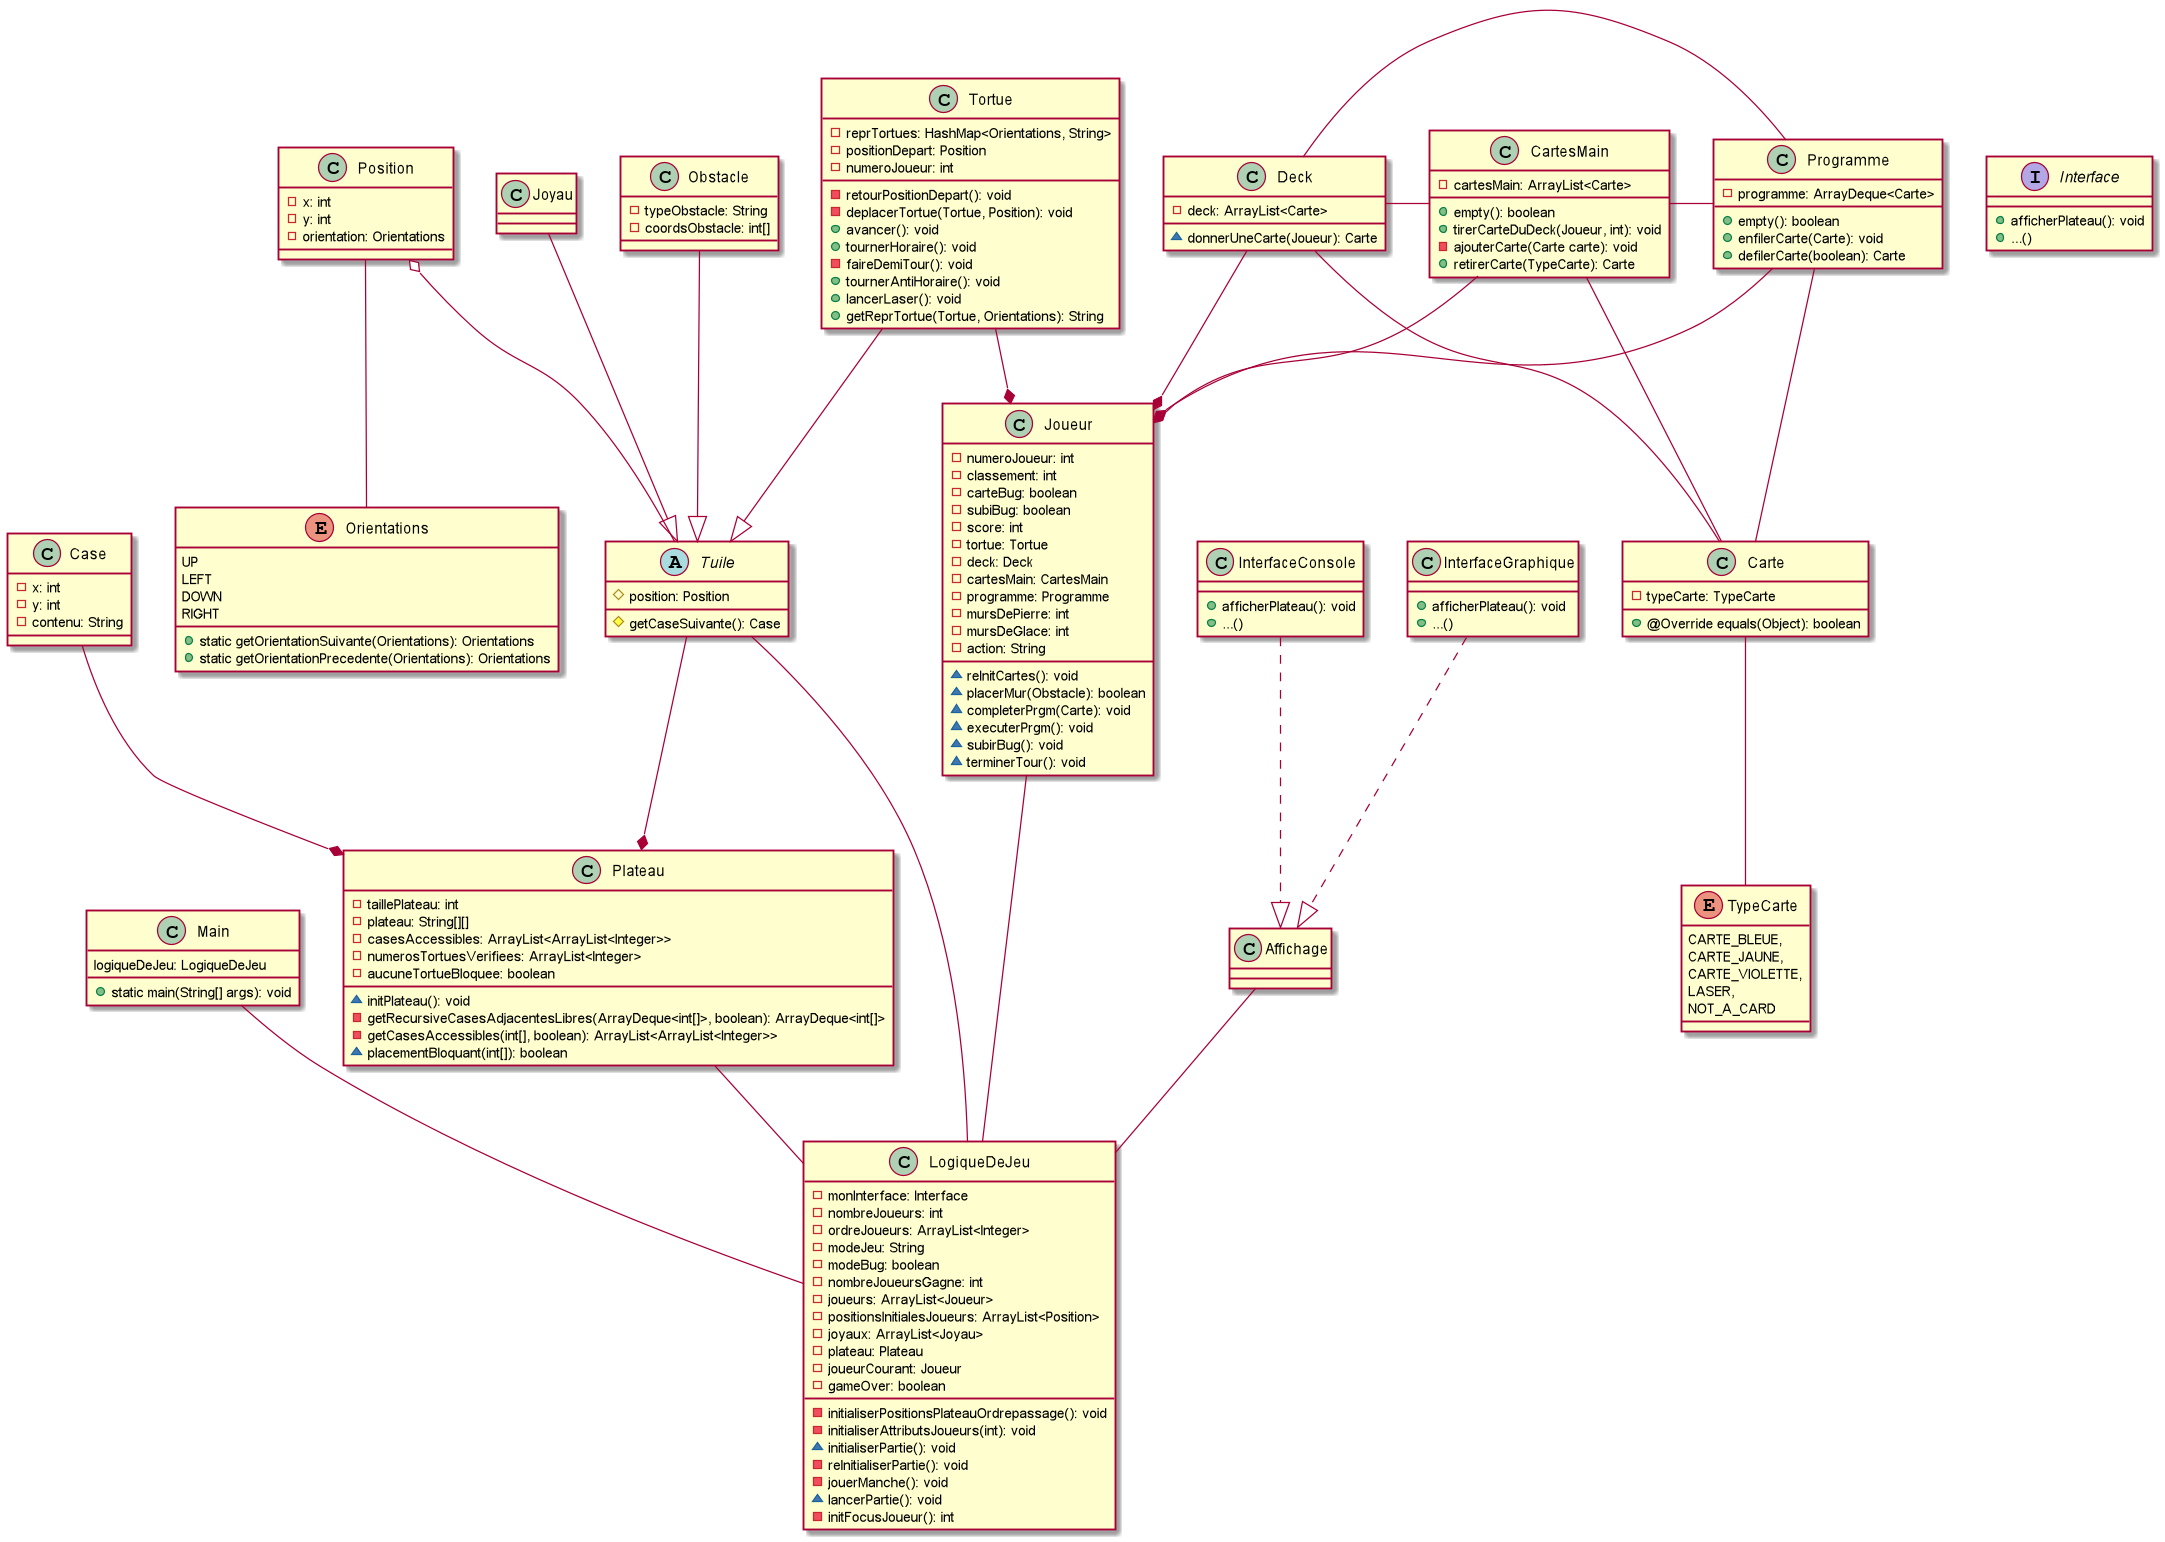 C Tortue
reprTortues: HashMap<Orientations, String>
positionDepart: Position
numeroJoueur: int
retourPositionDepart(): void
deplacerTortue(Tortue, Position): void
avancer(): void
tournerHoraire(): void
faireDemiTour(): void
tournerAntiHoraire(): void
lancerLaser(): void
getReprTortue(Tortue, Orientations): String
C Position
x: int
y: int
orientation: Orientations
C Joyau
C Obstacle
typeObstacle: String
coordsObstacle: int[]
C Deck
deck: ArrayList<Carte>
donnerUneCarte(Joueur): Carte
C CartesMain
cartesMain: ArrayList<Carte>
empty(): boolean
tirerCarteDuDeck(Joueur, int): void
ajouterCarte(Carte carte): void
retirerCarte(TypeCarte): Carte
C Programme
programme: ArrayDeque<Carte>
empty(): boolean
enfilerCarte(Carte): void
defilerCarte(boolean): Carte
I Interface
afficherPlateau(): void
...()
C Case
x: int
y: int
contenu: String
E Orientations
UP
LEFT
DOWN
RIGHT
static getOrientationSuivante(Orientations): Orientations
static getOrientationPrecedente(Orientations): Orientations
A Tuile
position: Position
getCaseSuivante(): Case
C Joueur
numeroJoueur: int
classement: int
carteBug: boolean
subiBug: boolean
score: int
tortue: Tortue
deck: Deck
cartesMain: CartesMain
programme: Programme
mursDePierre: int
mursDeGlace: int
action: String
reInitCartes(): void
placerMur(Obstacle): boolean
completerPrgm(Carte): void
executerPrgm(): void
subirBug(): void
terminerTour(): void
C InterfaceConsole
afficherPlateau(): void
...()
C InterfaceGraphique
afficherPlateau(): void
...()
C Carte
typeCarte: TypeCarte
@Override equals(Object): boolean
C Plateau
taillePlateau: int
plateau: String[][]
casesAccessibles: ArrayList<ArrayList<Integer>>
numerosTortuesVerifiees: ArrayList<Integer>
aucuneTortueBloquee: boolean
initPlateau(): void
getRecursiveCasesAdjacentesLibres(ArrayDeque<int[]>, boolean): ArrayDeque<int[]>
getCasesAccessibles(int[], boolean): ArrayList<ArrayList<Integer>>
placementBloquant(int[]): boolean
C Main
logiqueDeJeu: LogiqueDeJeu
static main(String[] args): void
C Affichage
E TypeCarte
CARTE_BLEUE,
CARTE_JAUNE,
CARTE_VIOLETTE,
LASER,
NOT_A_CARD
C LogiqueDeJeu
monInterface: Interface
nombreJoueurs: int
ordreJoueurs: ArrayList<Integer>
modeJeu: String
modeBug: boolean
nombreJoueursGagne: int
joueurs: ArrayList<Joueur>
positionsInitialesJoueurs: ArrayList<Position>
joyaux: ArrayList<Joyau>
plateau: Plateau
joueurCourant: Joueur
gameOver: boolean
initialiserPositionsPlateauOrdrepassage(): void
initialiserAttributsJoueurs(int): void
initialiserPartie(): void
reInitialiserPartie(): void
jouerManche(): void
lancerPartie(): void
initFocusJoueur(): int